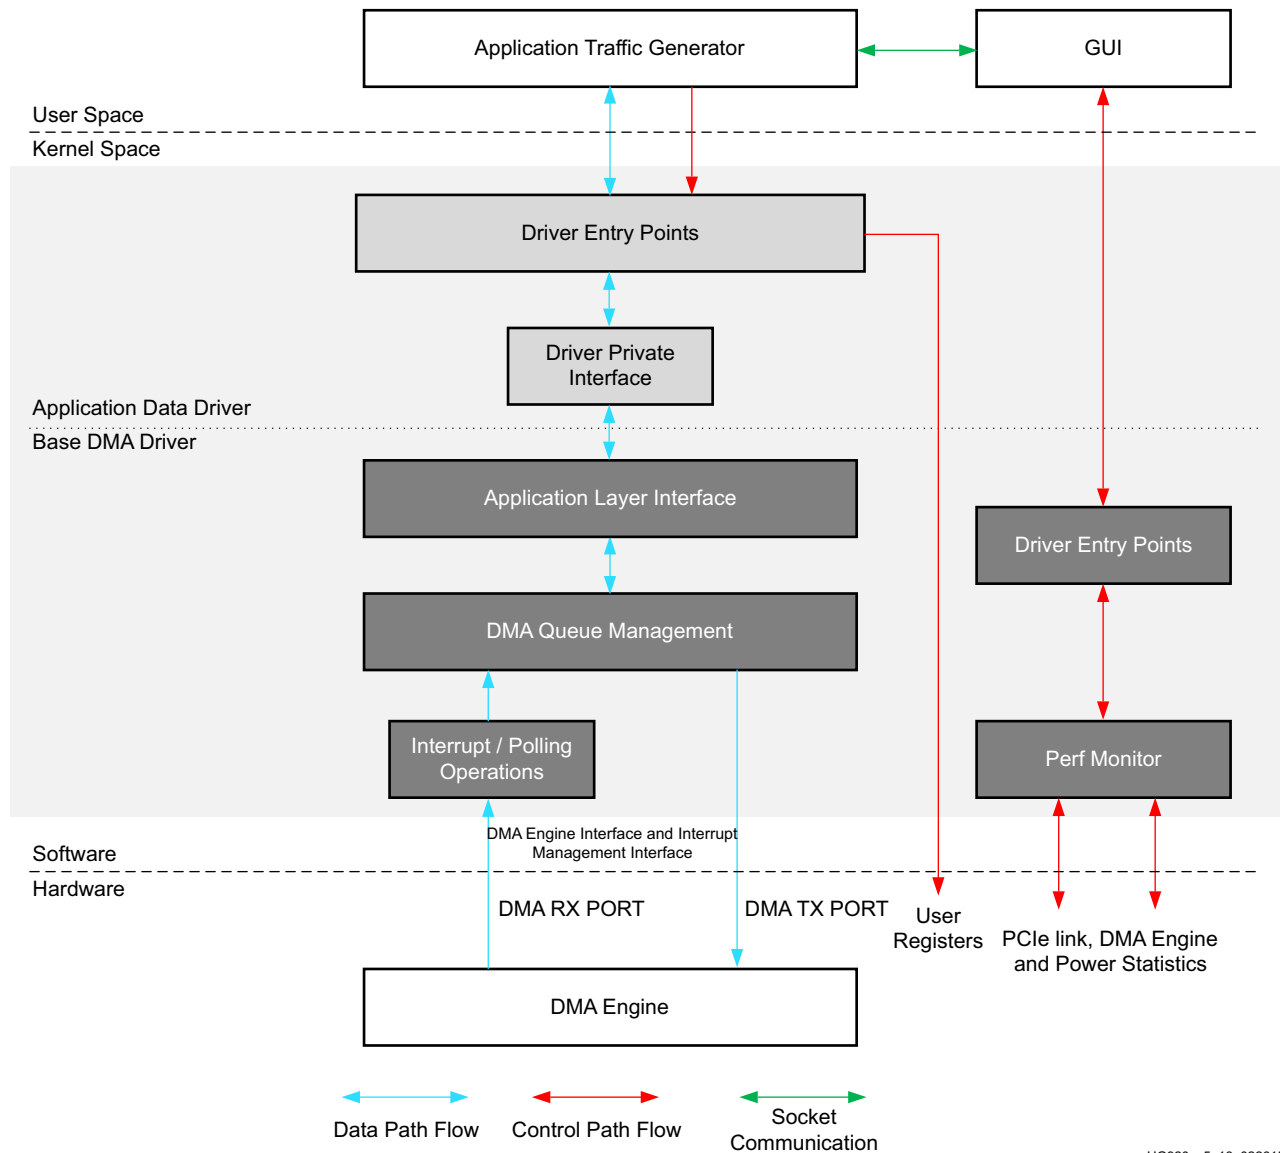 Application Traffic Generator
GUI
User Space
Kernel Space
Driver Entry Points
Driver Private
Interface
Application Data Driver
Base DMA Driver
Application Layer Interface
Driver Entry Points
DMA Queue Management
Interrupt / Polling
Operations
Perf Monitor
DMA Engine Interface and Interrupt
Management Interface
Software
Hardware
DMA RX PORT
DMA TX PORT
User
Registers
PCIe link, DMA Engine
and Power Statistics
DMA Engine
Data Path Flow
Control Path Flow
Socket
Communication